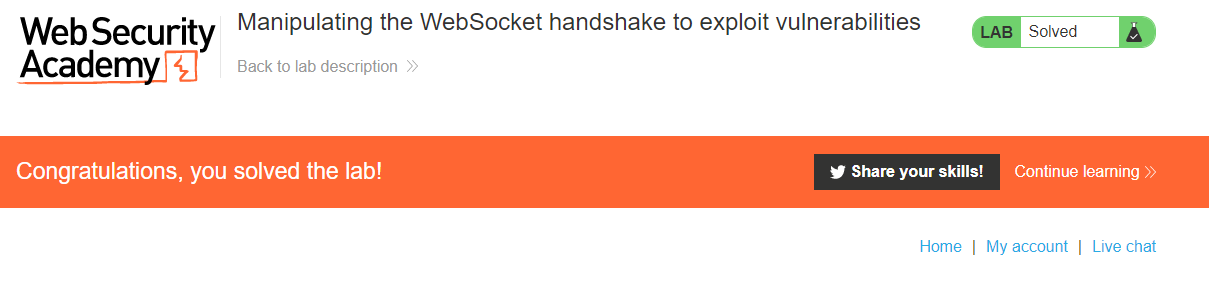 Web Security
Academy
Manipulating the WebSocket handshake to exploit vulnerabilities
Back to lab description
LAB Solved
Congratulations, you solved the lab!
Share your skills!
Continue learning
Home | My account | Live chat